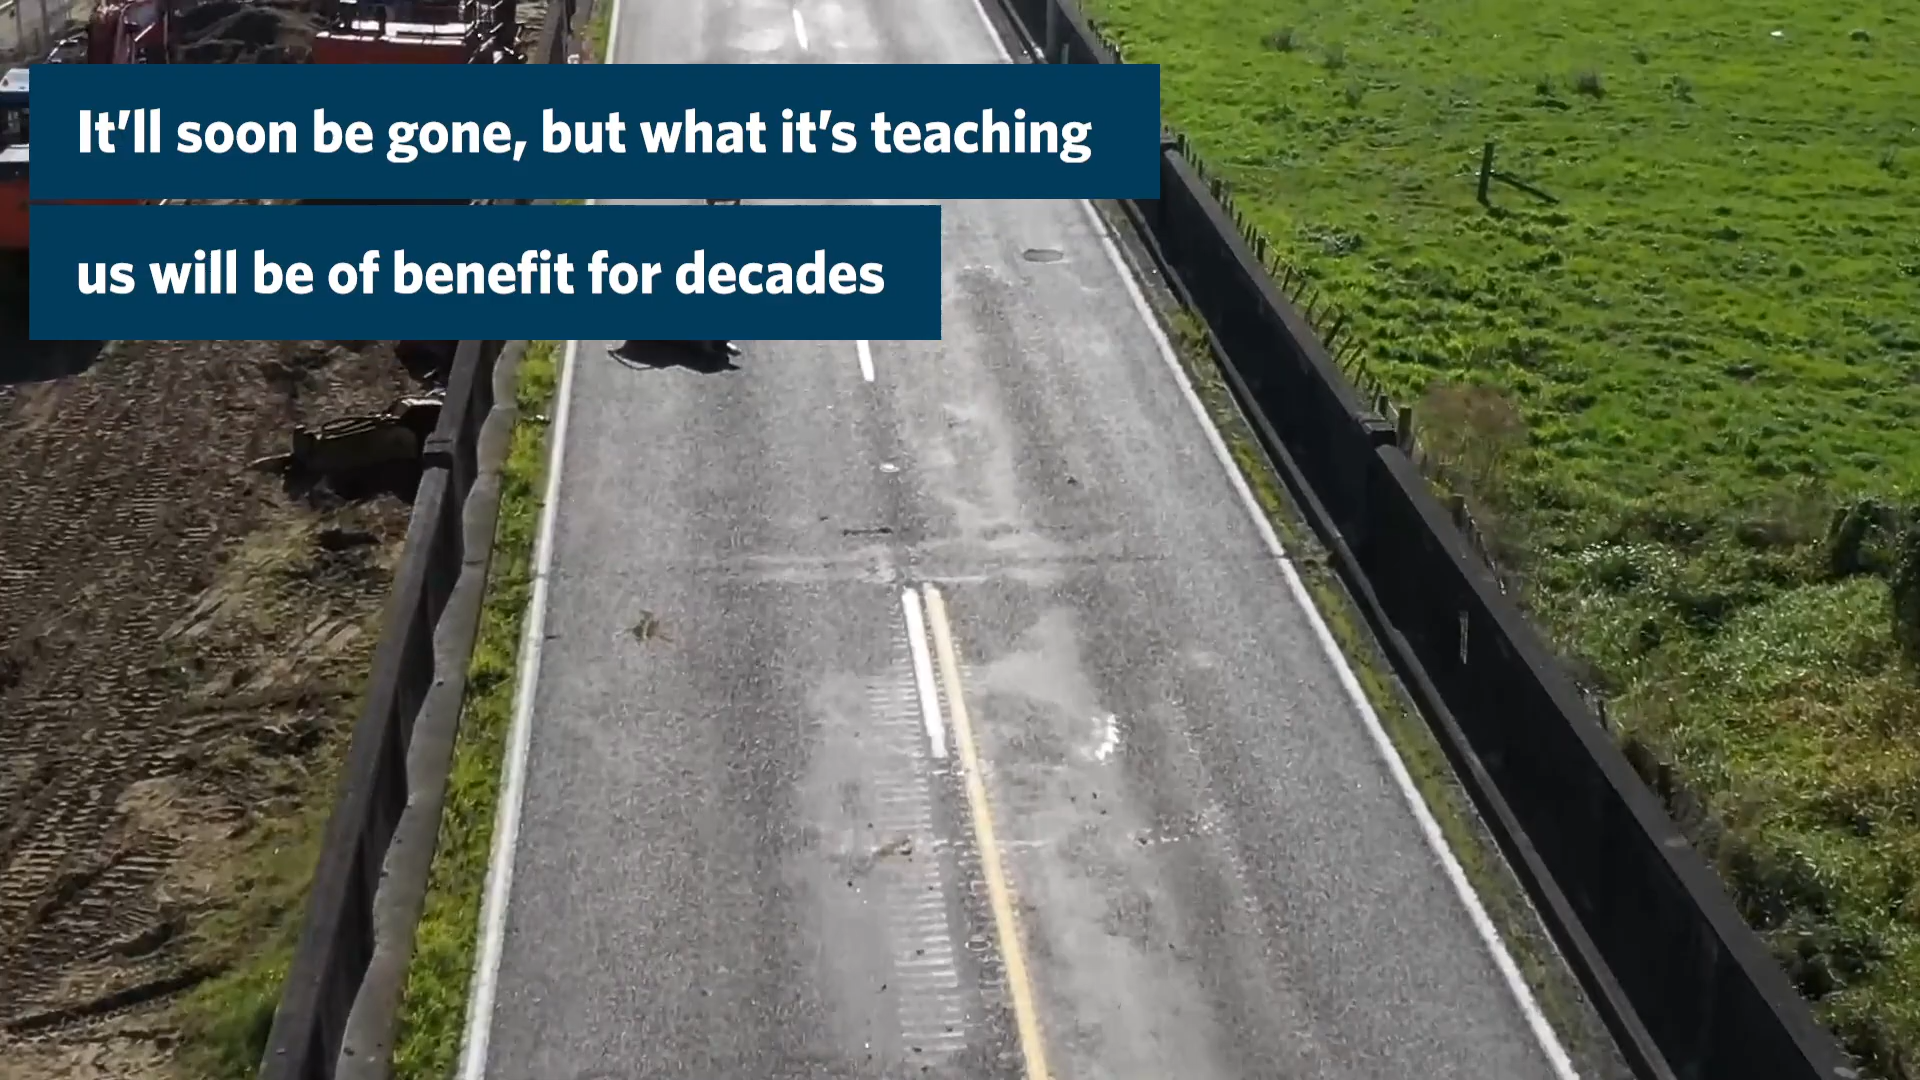 It’ll soon be gone, but what it’s teaching
us will be of benefit for decades